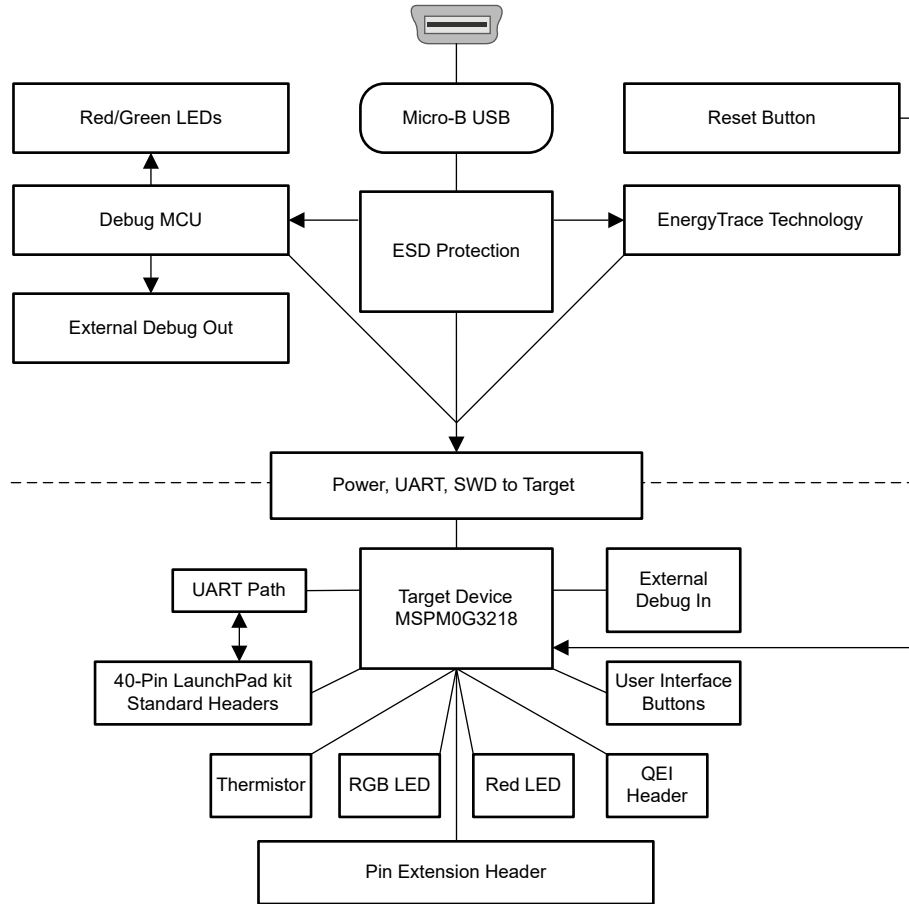 Micro-B USB
Red/Green LEDs
Reset Button
Debug MCU
EnergyTrace Technology
ESD Protection
External Debug Out
Power, UART, SWD to Target
UART Path
Target Device
MSPM0G3218
External
Debug In
40-Pin LaunchPad kit
Standard Headers
User Interface
Buttons
Thermistor
RGB LED
Red LED
QEI
Header
Pin Extension Header